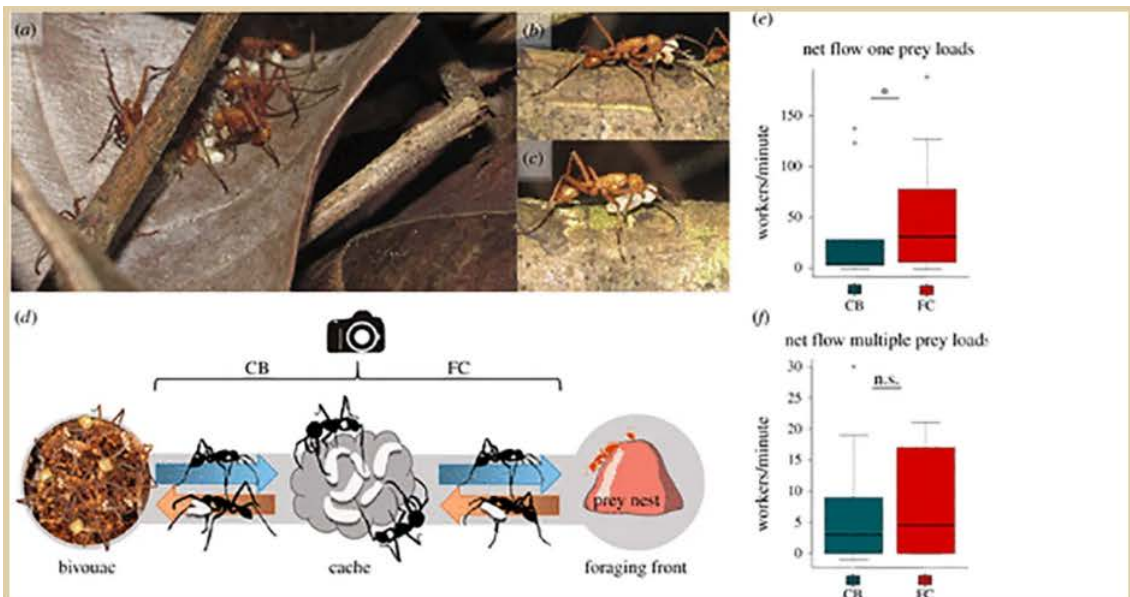 (a)
(b)
(c)
(d)
CB
FC
prey nest
bivouac
cache
foraging front
(e)
net flow one prey loads
*
workers/minute
150
100
50
0
CB
FC
(f)
net flow multiple prey loads
n.s.
workers/minute
30
25
20
15
10
5
0
CB
FC